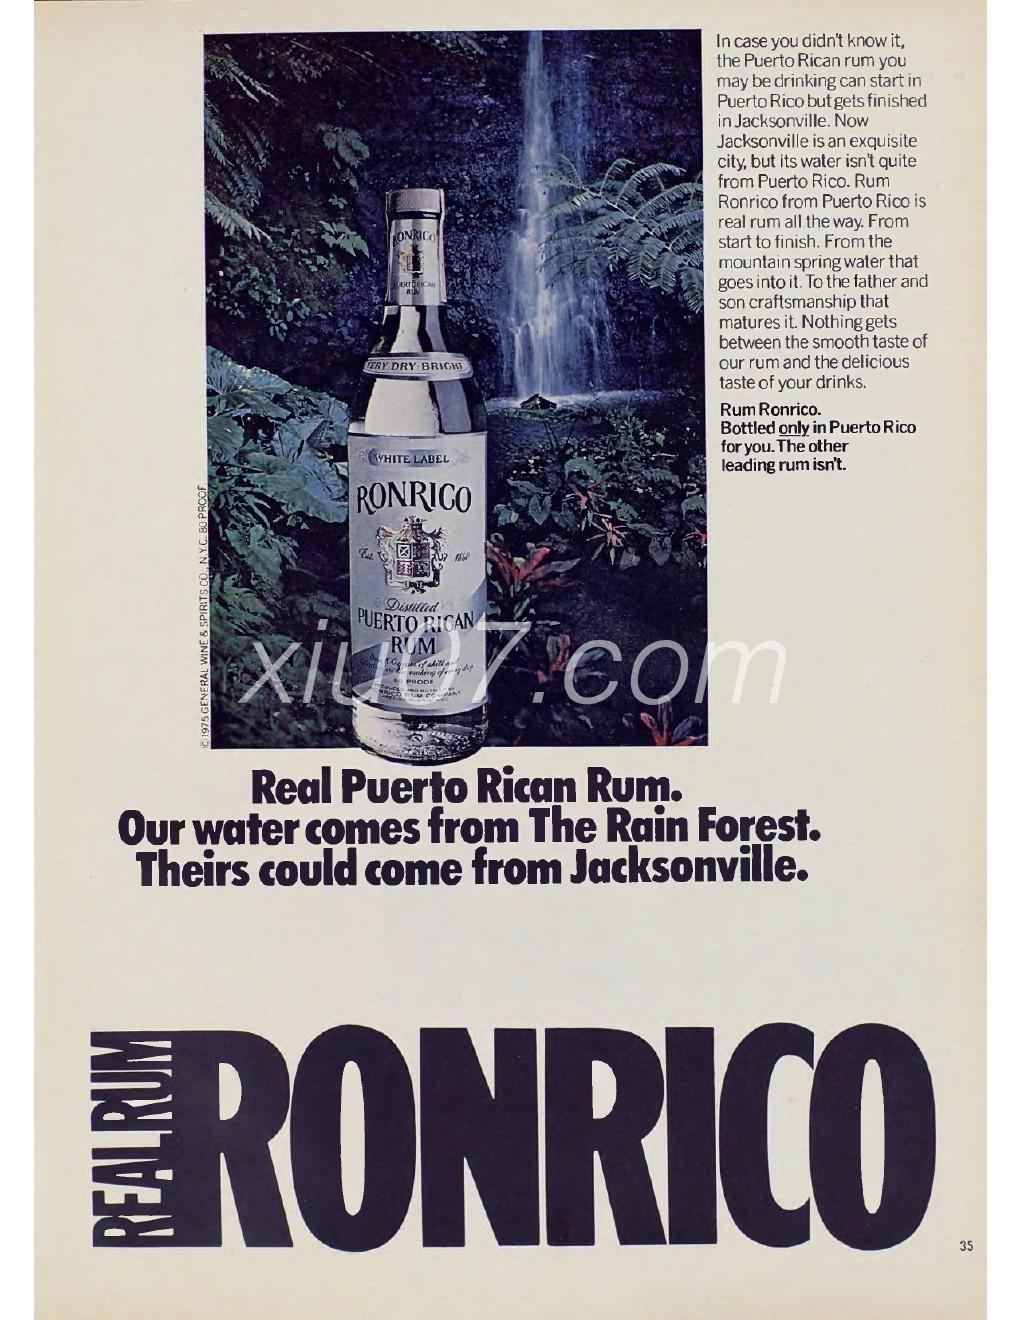 In case you didn't know it,
the Puerto Rican rum you
may be drinking can start in
Puerto Rico but gets finished
in Jacksonville. Now
Jacksonville is an exquisite
city, but its water isn't quite
from Puerto Rico. Rum
Ronrico from Puerto Rico is
real rum all the way. From
start to finish. From the
mountain spring water that
goes into it. To the father and
son craftsmanship that
matures it. Nothing gets
between the smooth taste of
our rum and the delicious
taste of your drinks.
Rum Ronrico.
Bottled only in Puerto Rico
for you. The other
leading rum isn't.
RONRICO
PUERTO RICAN
RUM
VERY DRY-BRIGHT
WHITE LABEL
RONRICO
Est. 1860
Distilled
PUERTO RICAN
RUM
80 PROOF
© 1975 GENERAL WINE & SPIRITS CO., N.Y.C. 80 PROOF
xiu97.com
Real Puerto Rican Rum.
Our water comes from The Rain Forest.
Theirs could come from Jacksonville.
REAL RUM
RONRICO
35